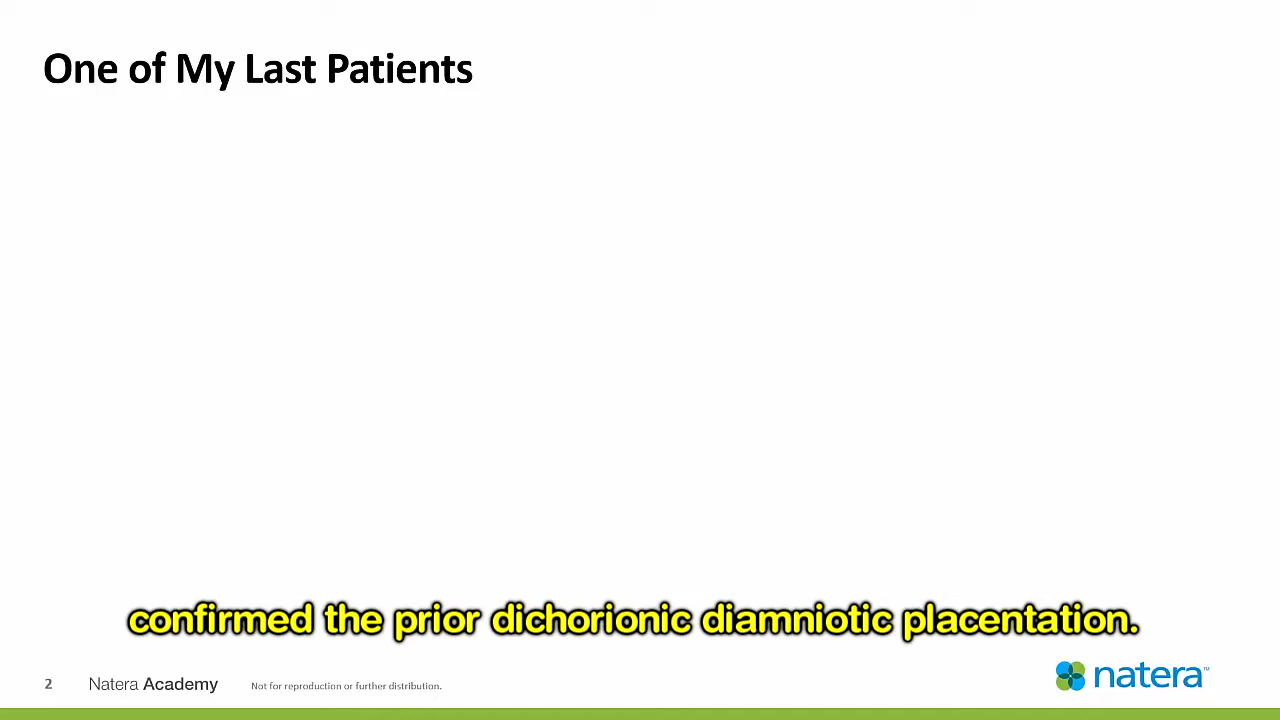 One of My Last Patients
confirmed the prior dichorionic diamniotic placentation.
2 Natera Academy Not for reproduction or further distribution. natera™